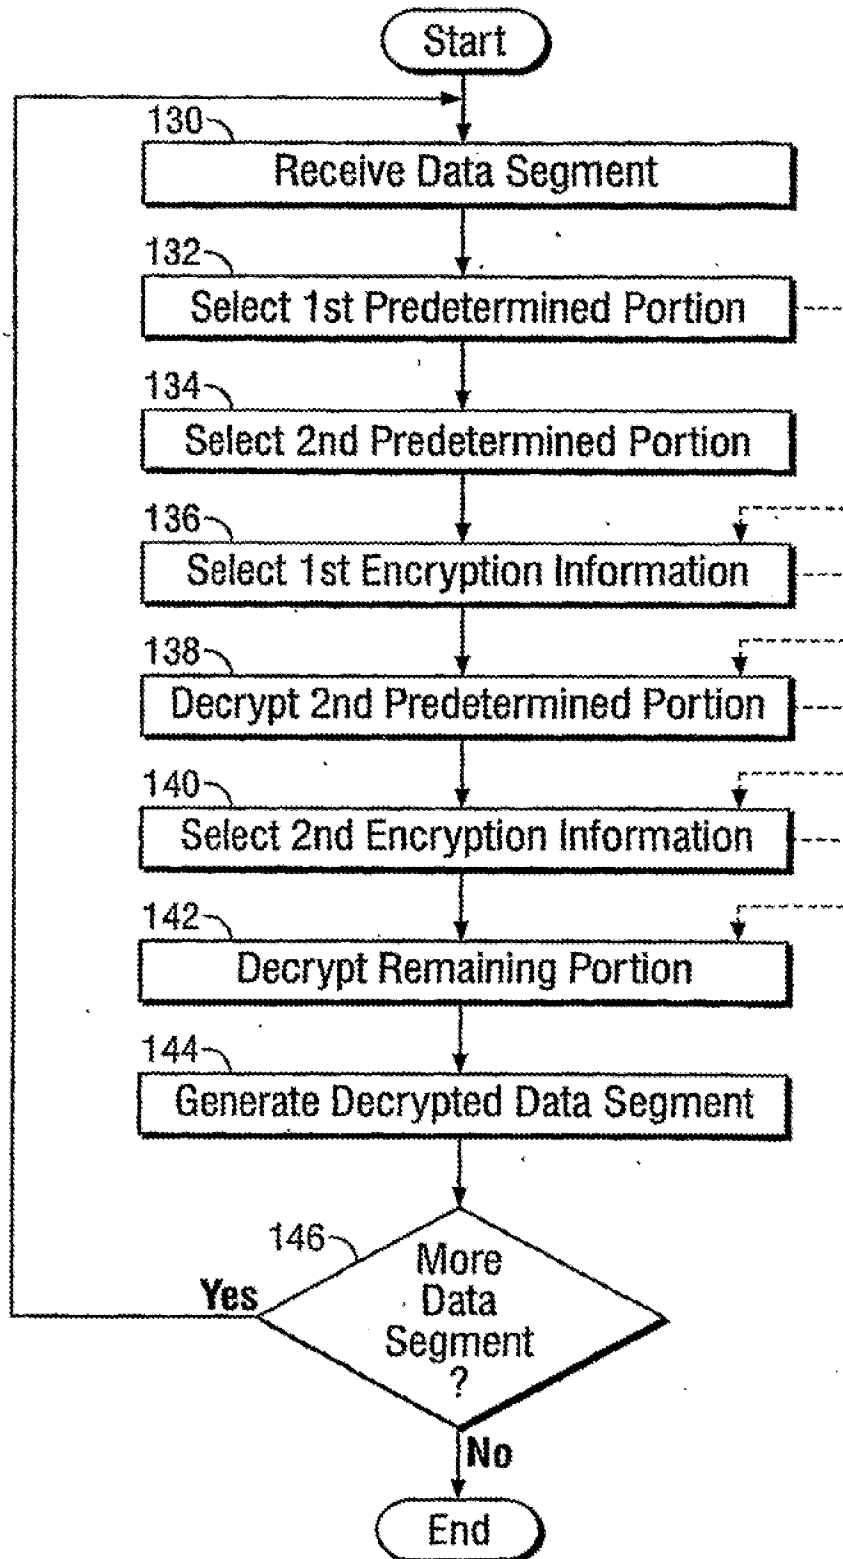 Start
130
Receive Data Segment
132
Select 1st Predetermined Portion
134
Select 2nd Predetermined Portion
136
Select 1st Encryption Information
138
Decrypt 2nd Predetermined Portion
140
Select 2nd Encryption Information
142
Decrypt Remaining Portion
144
Generate Decrypted Data Segment
146
More
Data
Segment
?
Yes
No
End